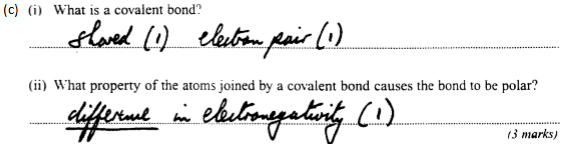 (c) (i) What is a covalent bond?
shared (1) electron pair (1)
(ii) What property of the atoms joined by a covalent bond causes the bond to be polar?
difference in electronegativity (1)
(3 marks)